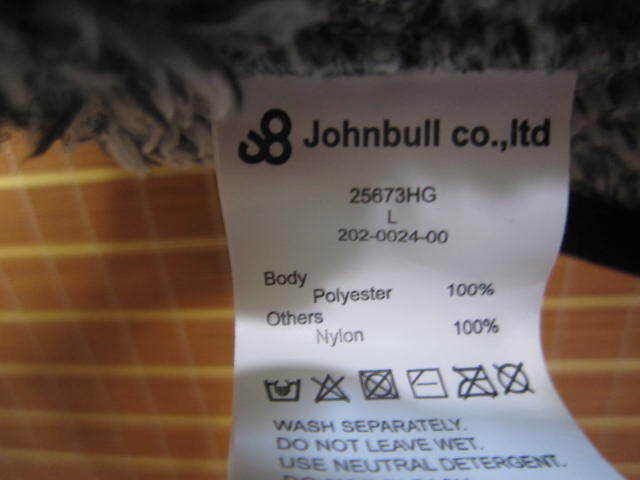 Johnbull co.,ltd
25673HG
L
202-0024-00
Body
Polyester 100%
Others
Nylon 100%
WASH SEPARATELY.
DO NOT LEAVE WET.
USE NEUTRAL DETERGENT.